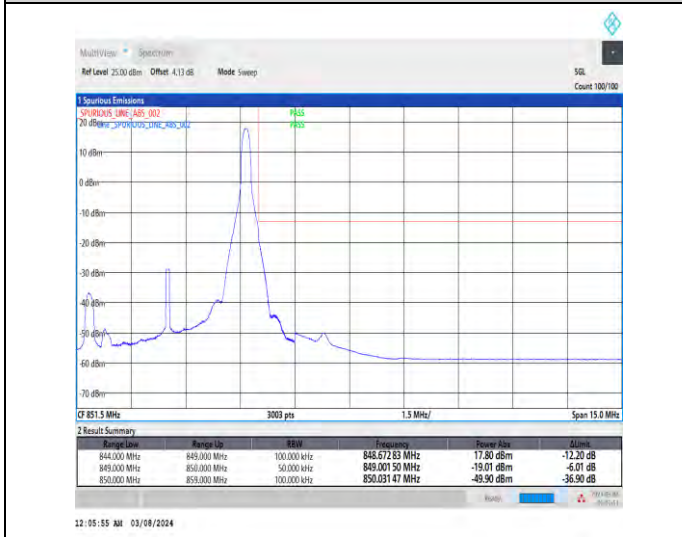 MultiView Spectrum
Ref Level 25.00 dBm Offset 4.13 dB Mode Sweep SGL
Count 100/100
1 Spurious Emissions
SPURIOUS_LINE_ABS_002 PASS
20 dBm Line _SPURIOUS_LINE_ABS_002 PASS
10 dBm
0 dBm
-10 dBm
-20 dBm
-30 dBm
-40 dBm
-50 dBm
-60 dBm
-70 dBm
CF 851.5 MHz 3003 pts 1.5 MHz/ Span 15.0 MHz
2 Result Summary
Range Low Range Up RBW Frequency Power Abs ΔLimit
844.000 MHz 849.000 MHz 100.000 kHz 848.672 83 MHz 17.80 dBm -12.20 dB
849.000 MHz 850.000 MHz 50.000 kHz 849.001 50 MHz -19.01 dBm -6.01 dB
850.000 MHz 859.000 MHz 100.000 kHz 850.031 47 MHz -49.90 dBm -36.90 dB
Ready
12:05:55 03/08/2024